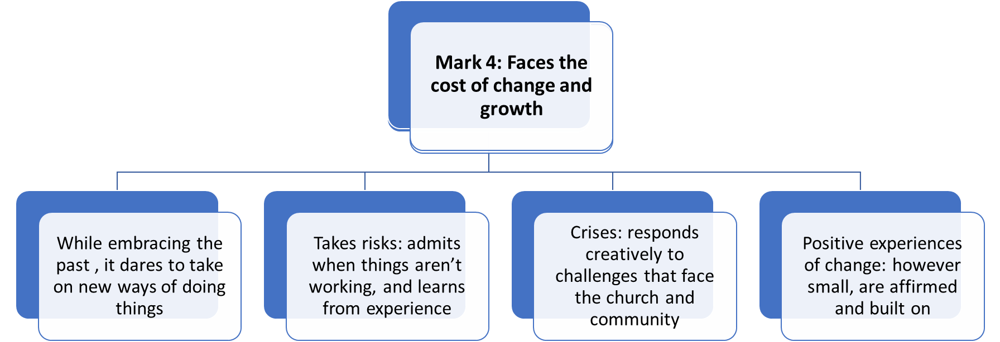 Mark 4: Faces the
cost of change and
growth
While embracing the
past , it dares to take
on new ways of doing
things
Takes risks: admits
when things aren’t
working, and learns
from experience
Crises: responds
creatively to
challenges that face
the church and
community
Positive experiences
of change: however
small, are affirmed
and built on